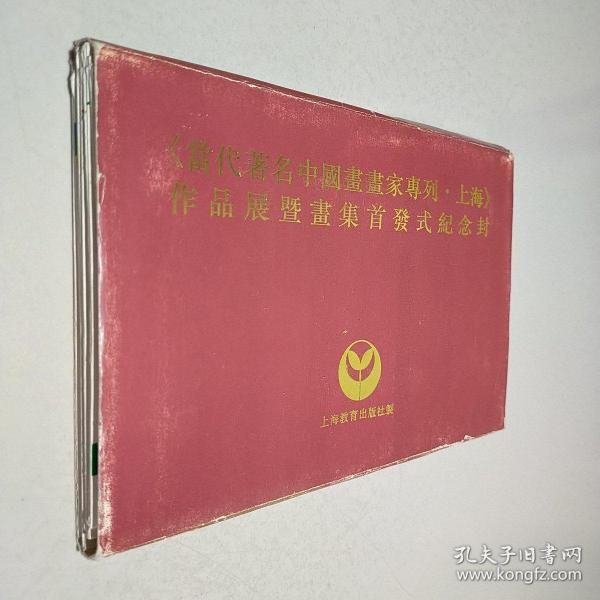 《當代著名中國畫畫家專列·上海》
作品展暨畫集首發式紀念封
上海教育出版社製
孔夫子旧书网
www.kongfz.com